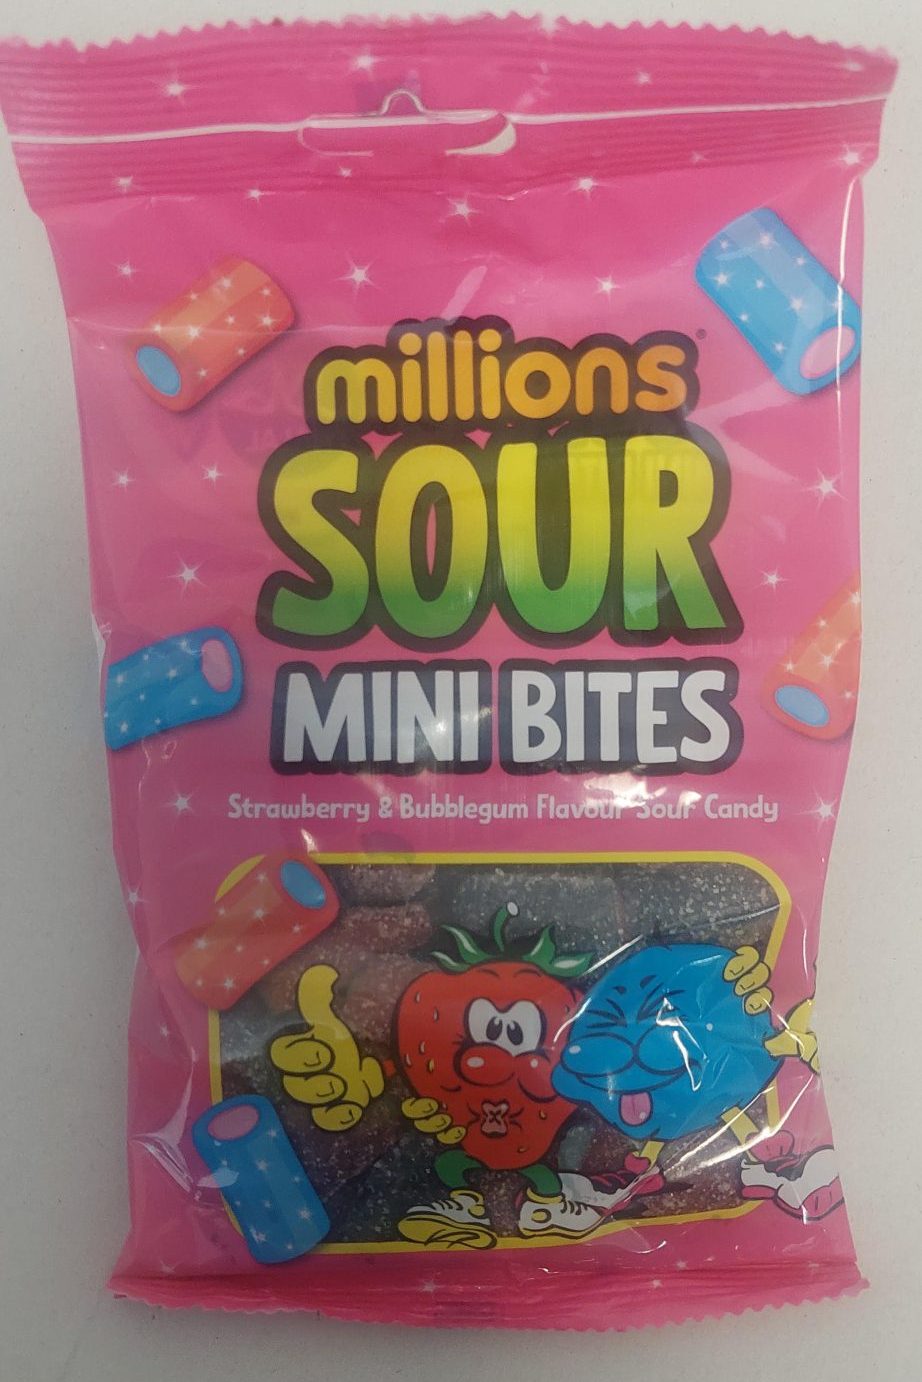 millions®
SOUR
MINI BITES
Strawberry & Bubblegum Flavour Sour Candy